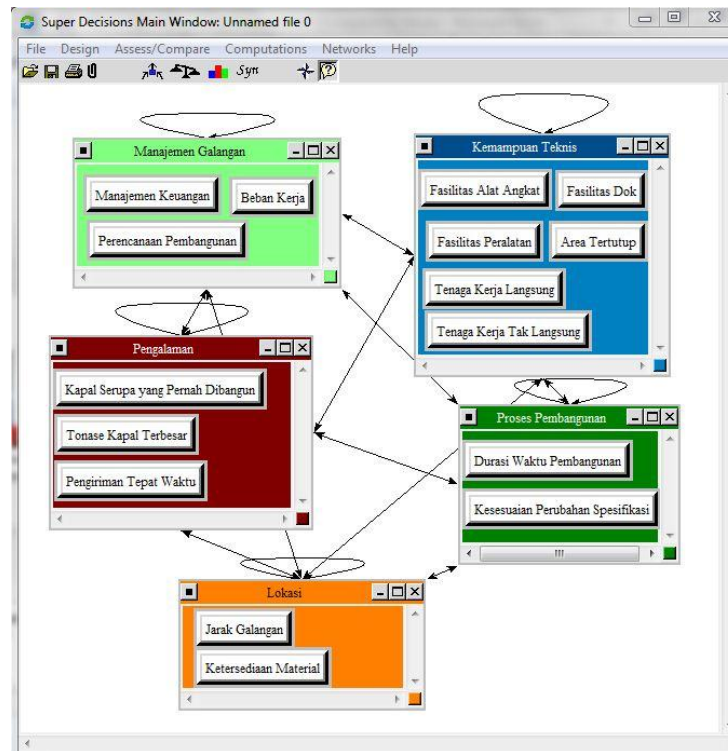 Super Decisions Main Window: Unnamed file 0
File Design Assess/Compare Computations Networks Help
Syn
Manajemen Galangan
Manajemen Keuangan
Beban Kerja
Perencanaan Pembangunan
Kemampuan Teknis
Fasilitas Alat Angkat
Fasilitas Dok
Fasilitas Peralatan
Area Tertutup
Tenaga Kerja Langsung
Tenaga Kerja Tak Langsung
Pengalaman
Kapal Serupa yang Pernah Dibangun
Tonase Kapal Terbesar
Pengiriman Tepat Waktu
Proses Pembangunan
Durasi Waktu Pembangunan
Kesesuaian Perubahan Spesifikasi
Lokasi
Jarak Galangan
Ketersediaan Material